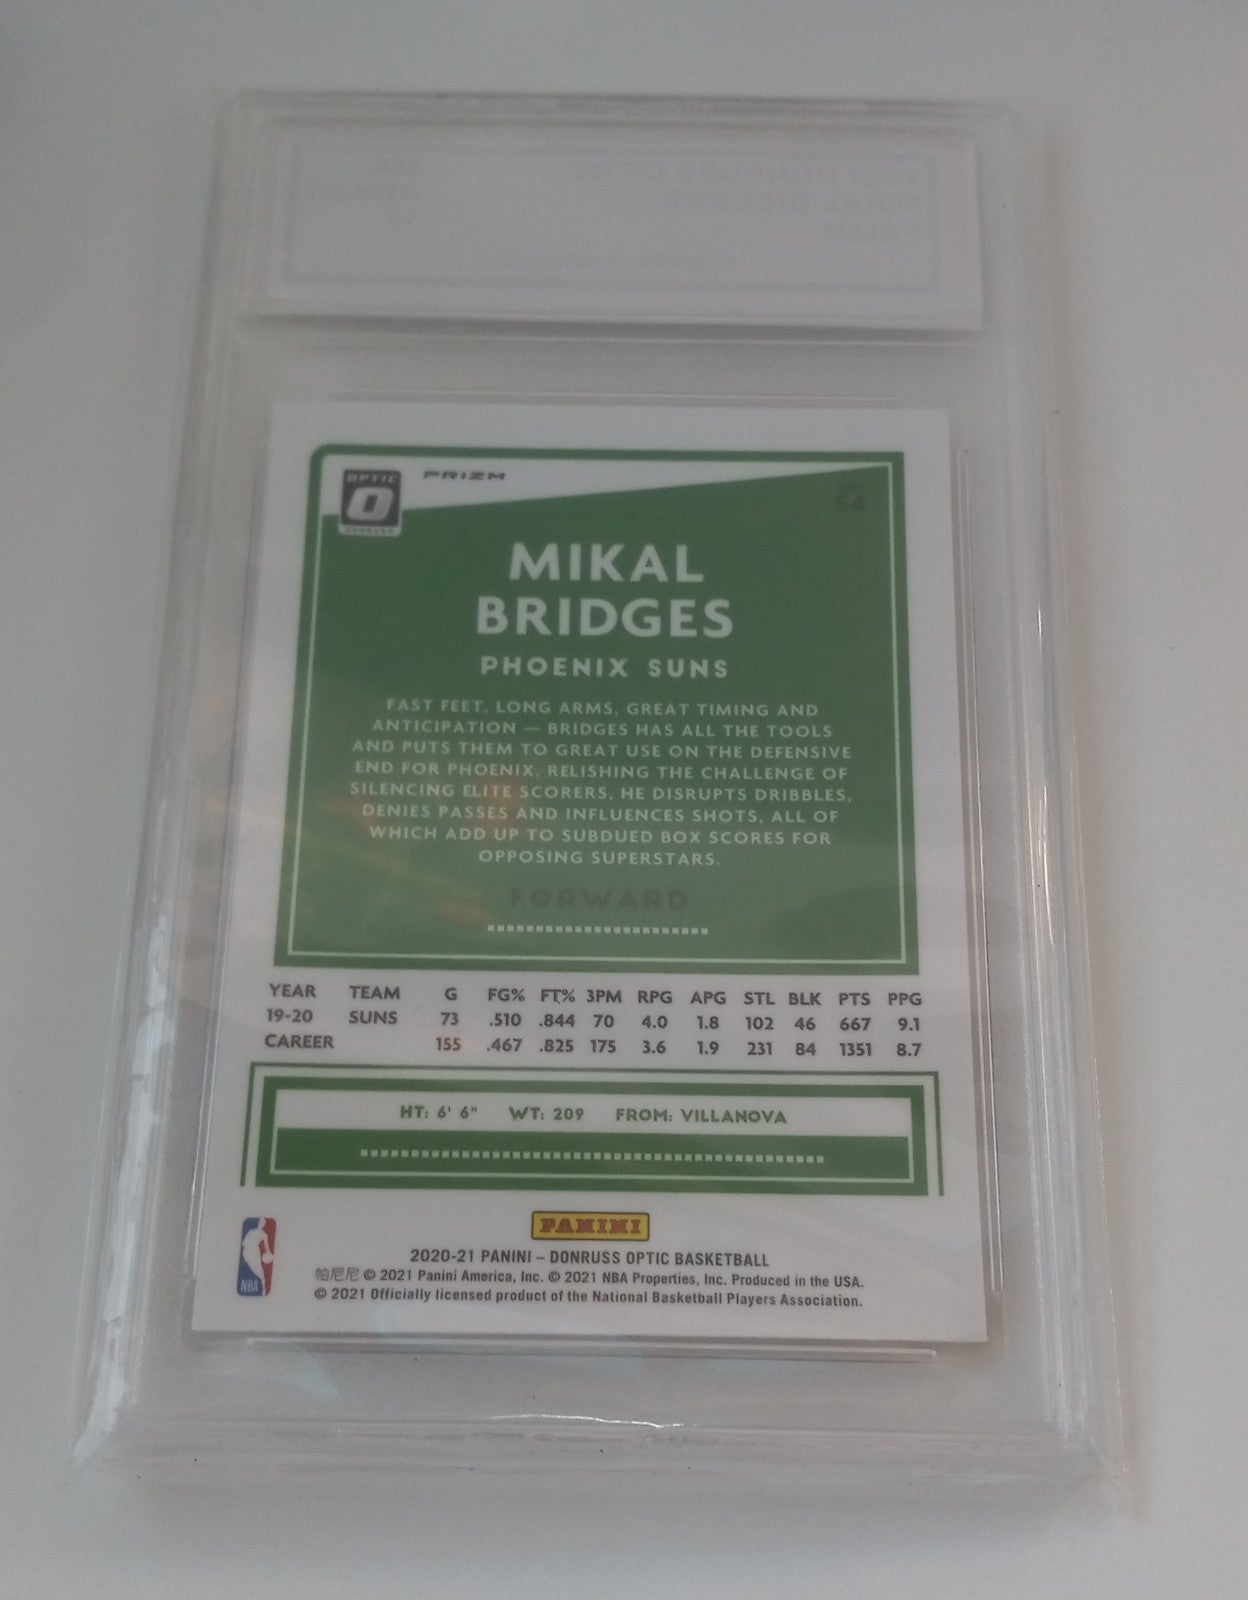 OPTIC
PRIZM
NO.
54
MIKAL
BRIDGES
PHOENIX SUNS
FAST FEET, LONG ARMS, GREAT TIMING AND
ANTICIPATION — BRIDGES HAS ALL THE TOOLS
AND PUTS THEM TO GREAT USE ON THE DEFENSIVE
END FOR PHOENIX. RELISHING THE CHALLENGE OF
SILENCING ELITE SCORERS, HE DISRUPTS DRIBBLES,
DENIES PASSES AND INFLUENCES SHOTS, ALL OF
WHICH ADD UP TO SUBDUED BOX SCORES FOR
OPPOSING SUPERSTARS.
FORWARD
YEAR TEAM G FG% FT% 3PM RPG APG STL BLK PTS PPG
19-20 SUNS 73 .510 .844 70 4.0 1.8 102 46 667 9.1
CAREER 155 .467 .825 175 3.6 1.9 231 84 1351 8.7
HT: 6' 6" WT: 209 FROM: VILLANOVA
PANINI
NBA
2020-21 PANINI – DONRUSS OPTIC BASKETBALL
帕尼尼 © 2021 Panini America, Inc. © 2021 NBA Properties, Inc. Produced in the USA.
© 2021 Officially licensed product of the National Basketball Players Association.